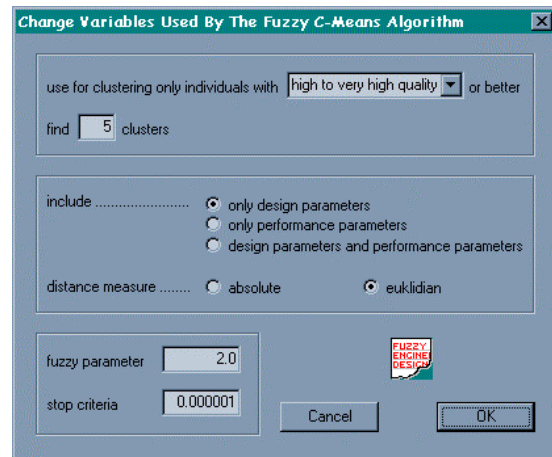 Change Variables Used By The Fuzzy C-Means Algorithm
use for clustering only individuals with high to very high quality or better
find 5 clusters
include ....................... only design parameters
only performance parameters
design parameters and performance parameters
distance measure ........ absolute euklidian
fuzzy parameter 2.0
stop criteria 0.000001
FUZZY
ENGINE
DESIGN
Cancel OK